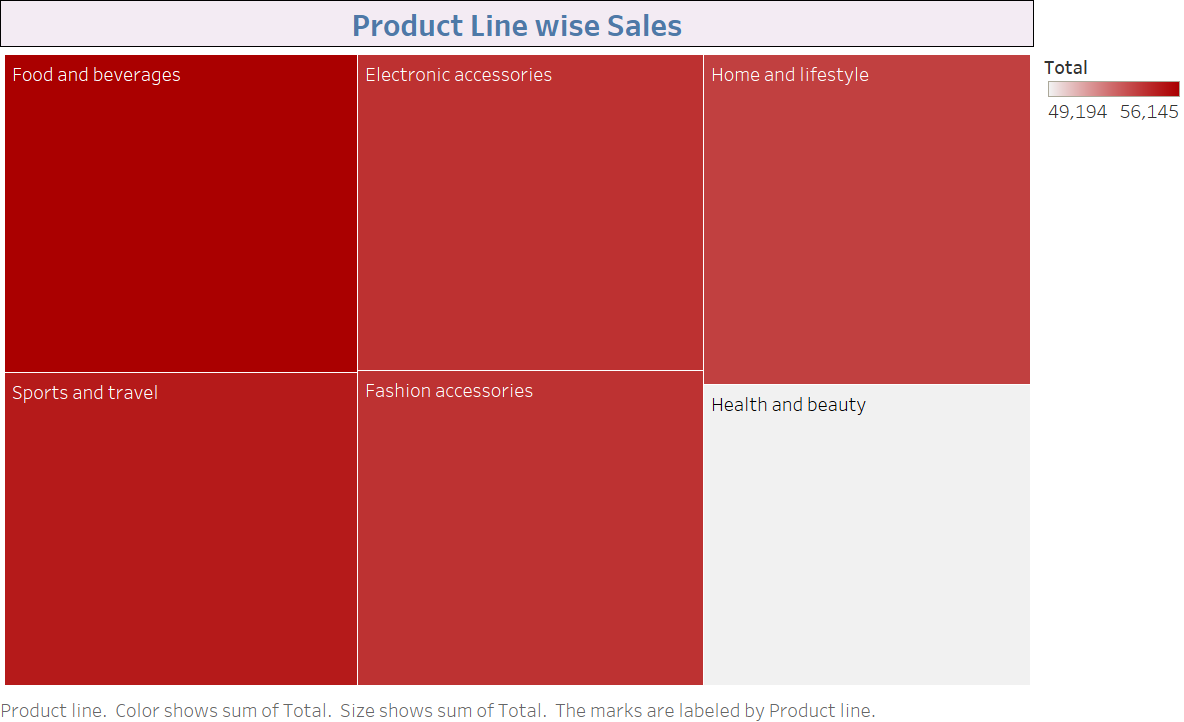 Product Line wise Sales
Food and beverages
Electronic accessories
Home and lifestyle
Total
49,194 56,145
Sports and travel
Fashion accessories
Health and beauty
Product line. Color shows sum of Total. Size shows sum of Total. The marks are labeled by Product line.